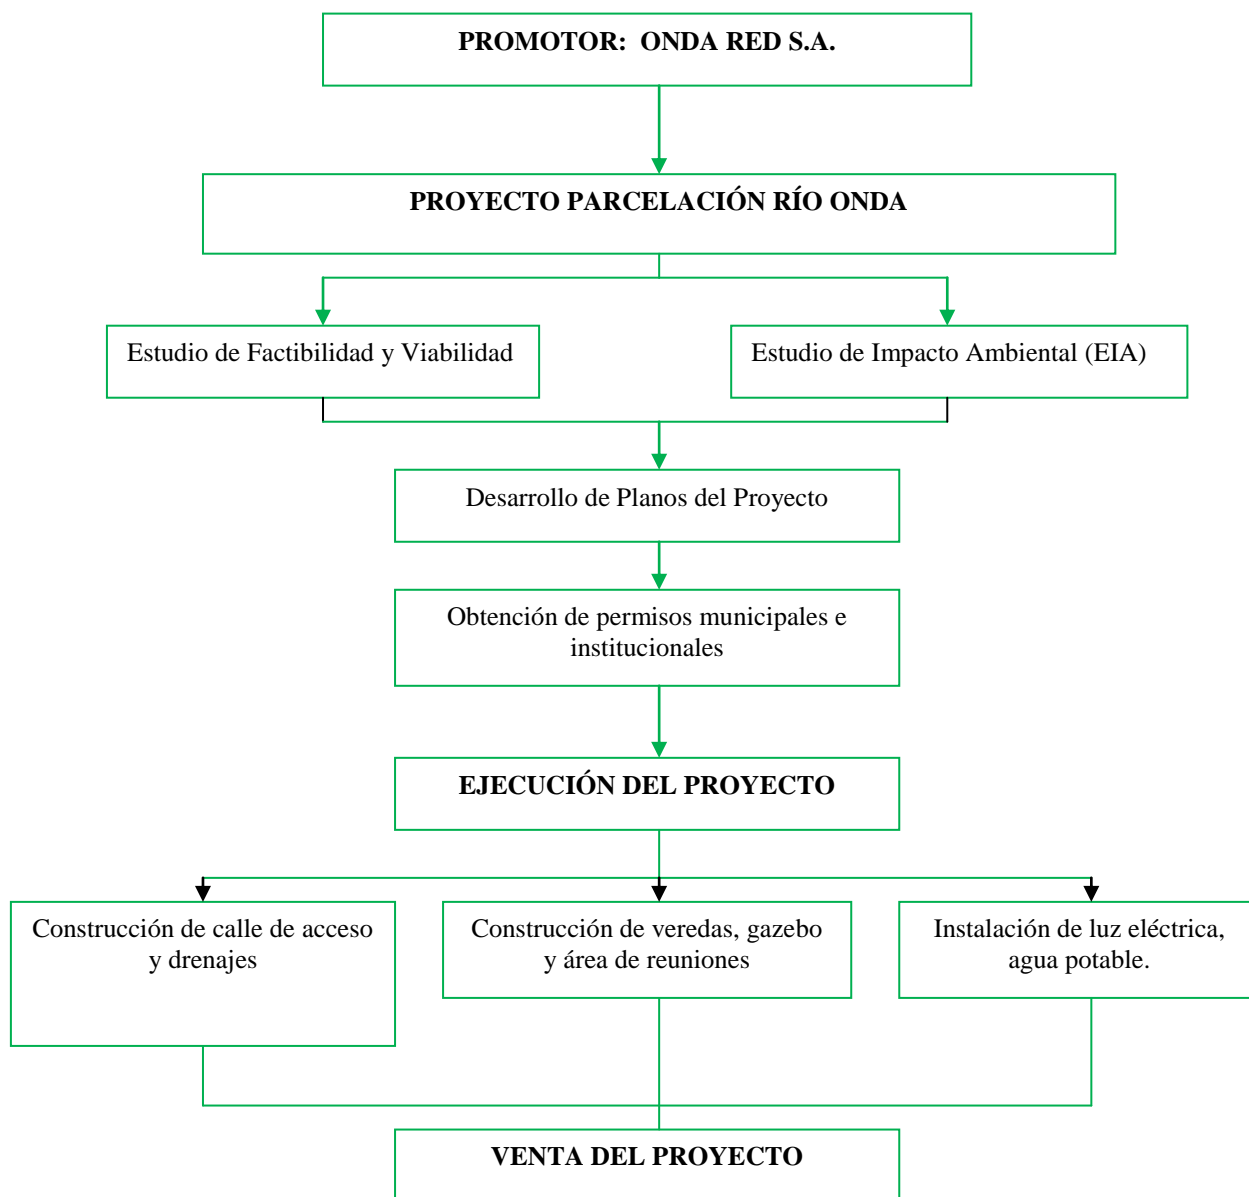 PROMOTOR: ONDA RED S.A.
PROYECTO PARCELACIÓN RÍO ONDA
Estudio de Factibilidad y Viabilidad
Estudio de Impacto Ambiental (EIA)
Desarrollo de Planos del Proyecto
Obtención de permisos municipales e
institucionales
EJECUCIÓN DEL PROYECTO
Construcción de calle de acceso
y drenajes
Construcción de veredas, gazebo
y área de reuniones
Instalación de luz eléctrica,
agua potable.
VENTA DEL PROYECTO